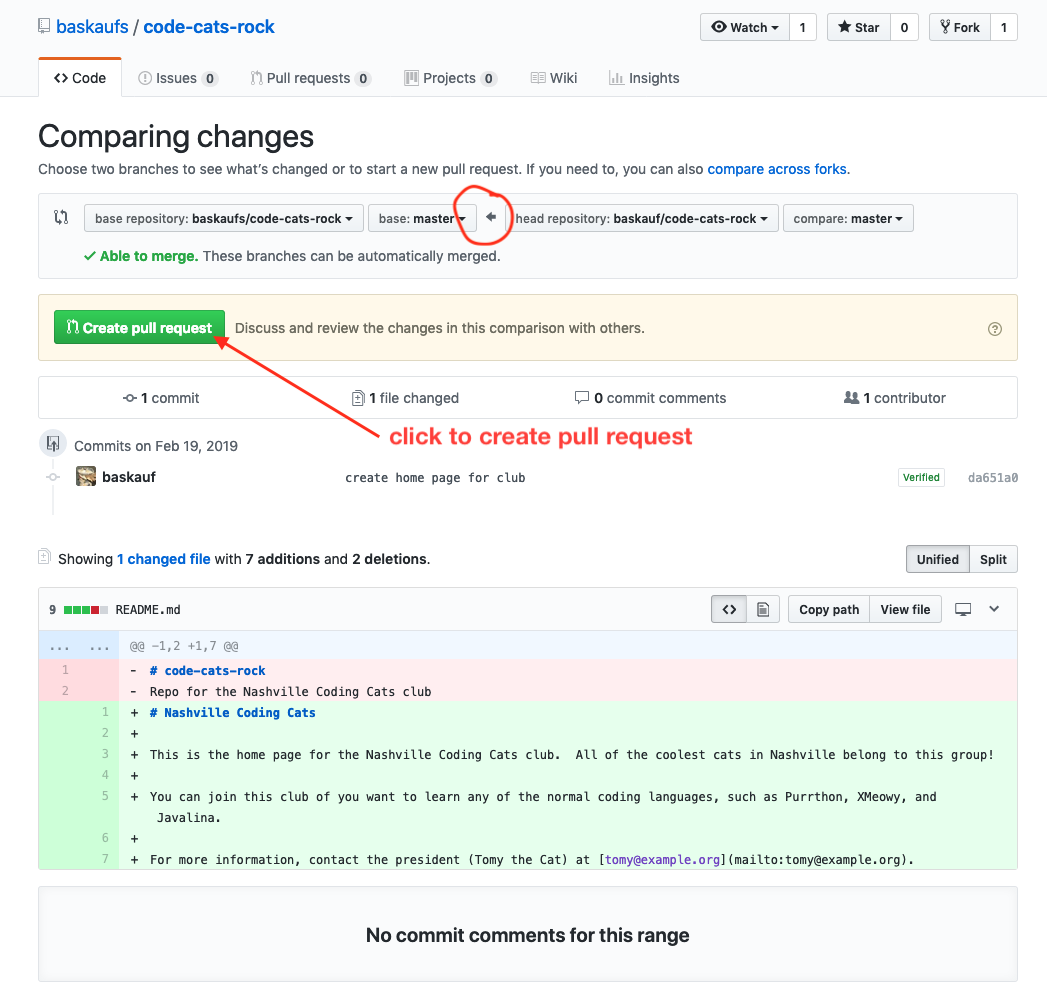 baskaufs / code-cats-rock
Watch 1 Star 0 Fork 1
Code Issues 0 Pull requests 0 Projects 0 Wiki Insights
Comparing changes
Choose two branches to see what's changed or to start a new pull request. If you need to, you can also compare across forks.
base repository: baskaufs/code-cats-rock base: master head repository: baskauf/code-cats-rock compare: master
Able to merge. These branches can be automatically merged.
Create pull request Discuss and review the changes in this comparison with others.
1 commit 1 file changed 0 commit comments 1 contributor
click to create pull request
Commits on Feb 19, 2019
baskauf create home page for club Verified da651a0
Showing 1 changed file with 7 additions and 2 deletions. Unified Split
9 README.md <> Copy path View file
... ... @@ -1,2 +1,7 @@
1 - # code-cats-rock
2 - Repo for the Nashville Coding Cats club
1 + # Nashville Coding Cats
2 +
3 + This is the home page for the Nashville Coding Cats club.  All of the coolest cats in Nashville belong to this group!
4 +
5 + You can join this club of you want to learn any of the normal coding languages, such as Purrthon, XMeowy, and
Javalina.
6 +
7 + For more information, contact the president (Tomy the Cat) at [tomy@example.org](mailto:tomy@example.org).
No commit comments for this range